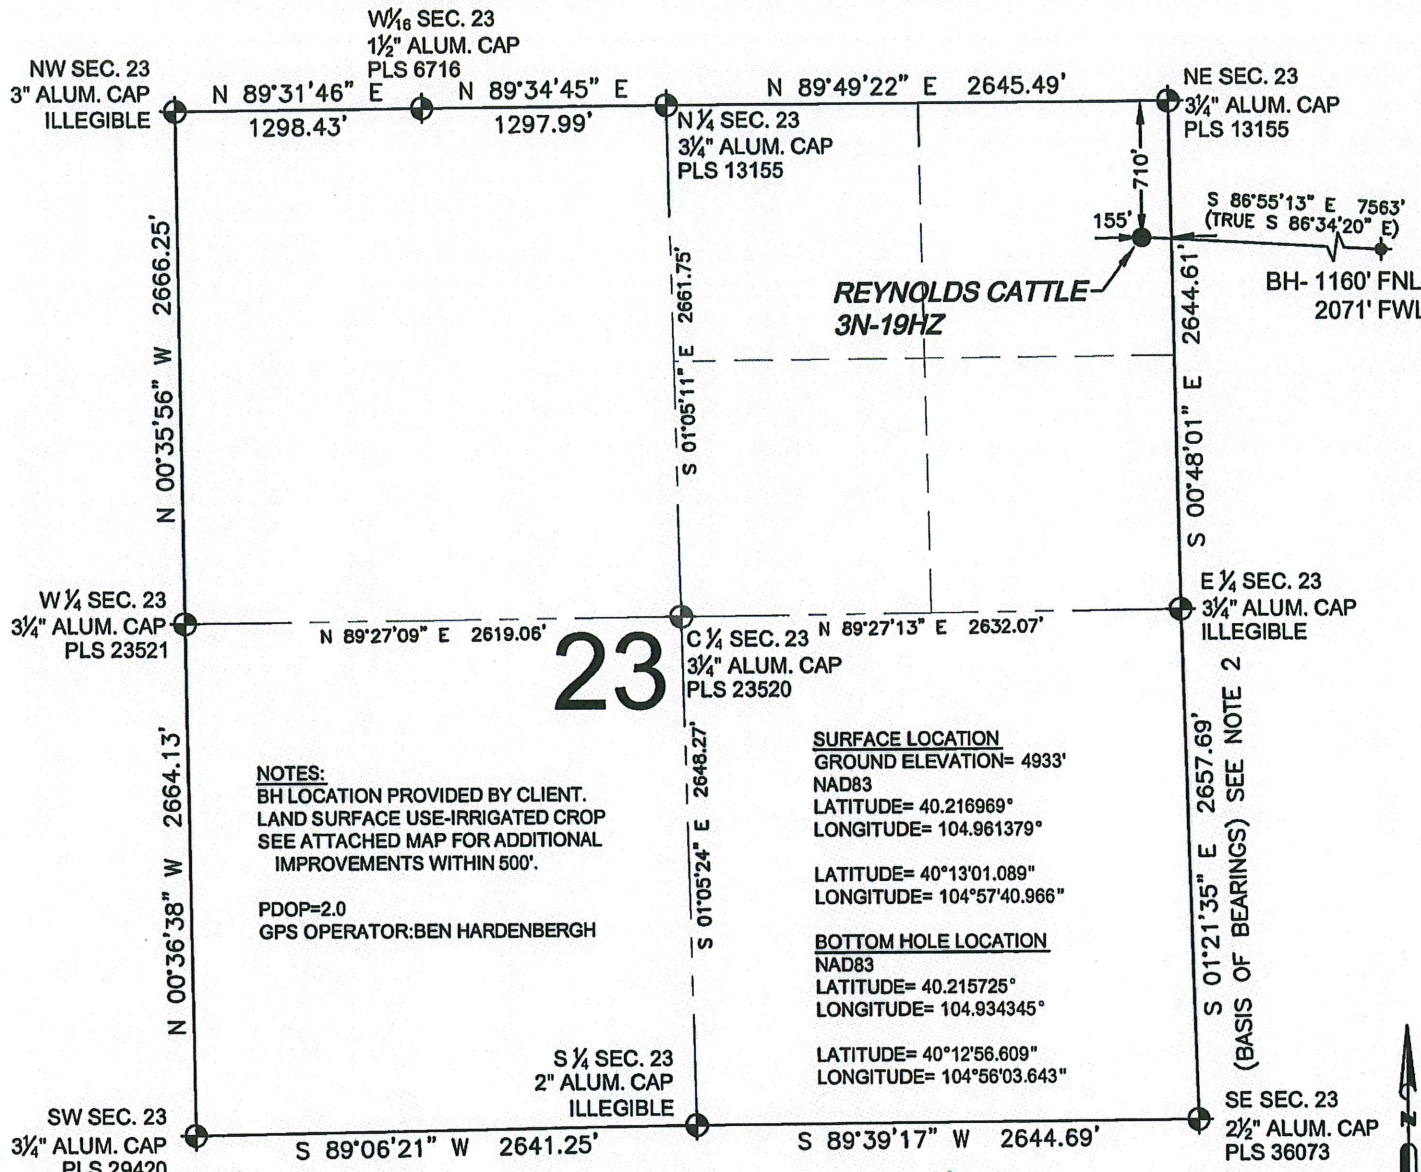 W1/16 SEC. 23
1½" ALUM. CAP
PLS 6716
NW SEC. 23
3" ALUM. CAP
ILLEGIBLE
N 89°31'46" E
1298.43'
N 89°34'45" E
1297.99'
N 89°49'22" E 2645.49'
NE SEC. 23
3¼" ALUM. CAP
PLS 13155
N ¼ SEC. 23
3¼" ALUM. CAP
PLS 13155
710'
155'
S 86°55'13" E 7563'
(TRUE S 86°34'20" E)
BH- 1160' FNL
2071' FWL
REYNOLDS CATTLE
3N-19HZ
N 00°35'56" W 2666.25'
S 01°05'11" E 2661.75'
S 00°48'01" E 2644.61'
W ¼ SEC. 23
3¼" ALUM. CAP
PLS 23521
N 89°27'09" E 2619.06'
23
C ¼ SEC. 23
3¼" ALUM. CAP
PLS 23520
N 89°27'13" E 2632.07'
E ¼ SEC. 23
3¼" ALUM. CAP
ILLEGIBLE
N 00°36'38" W 2664.13'
NOTES:
BH LOCATION PROVIDED BY CLIENT.
LAND SURFACE USE-IRRIGATED CROP
SEE ATTACHED MAP FOR ADDITIONAL
IMPROVEMENTS WITHIN 500'.
PDOP=2.0
GPS OPERATOR:BEN HARDENBERGH
S 01°05'24" E 2648.27'
SURFACE LOCATION
GROUND ELEVATION= 4933'
NAD83
LATITUDE= 40.216969°
LONGITUDE= 104.961379°
LATITUDE= 40°13'01.089"
LONGITUDE= 104°57'40.966"
BOTTOM HOLE LOCATION
NAD83
LATITUDE= 40.215725°
LONGITUDE= 104.934345°
LATITUDE= 40°12'56.609"
LONGITUDE= 104°56'03.643"
S 01°21'35" E 2657.69'
(BASIS OF BEARINGS) SEE NOTE 2
SW SEC. 23
3¼" ALUM. CAP
PLS 29420
S 89°06'21" W 2641.25'
S ¼ SEC. 23
2" ALUM. CAP
ILLEGIBLE
S 89°39'17" W 2644.69'
SE SEC. 23
2½" ALUM. CAP
PLS 36073